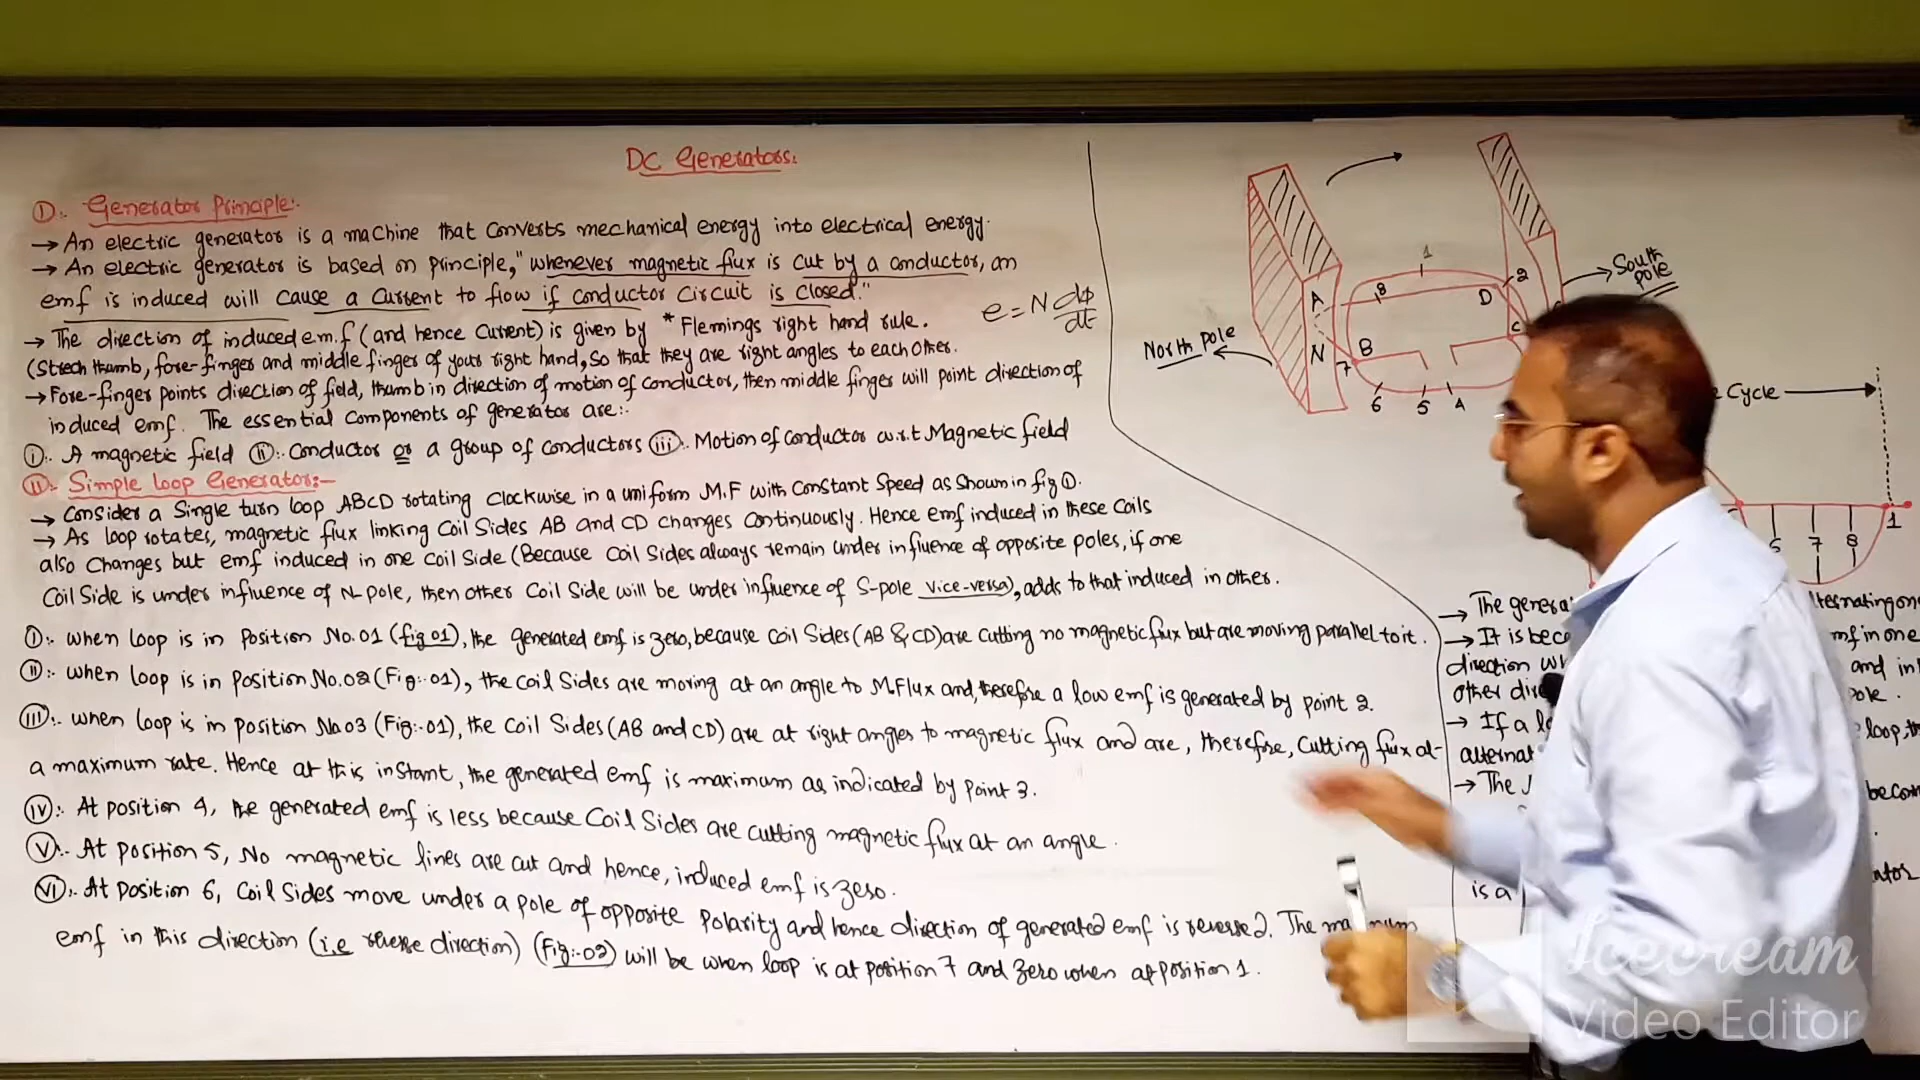 DC Generators:
I:. Generator Principle:-
→ An electric generator is a machine that converts mechanical energy into electrical energy.
→ An electric generator is based on principle, "whenever magnetic flux is cut by a conductor, an
emf is induced will cause a current to flow if conductor circuit is closed."
→ The direction of induced e.m.f (and hence current) is given by * Flemings right hand rule.
e = N dφ/dt
(Strech thumb, fore-finger and middle finger of your right hand, so that they are right angles to each other.
→ Fore-finger points direction of field, thumb in direction of motion of conductor, then middle finger will point direction of
induced emf. The essential components of generator are:-
i:. A magnetic field ii:. Conductor or a group of conductors iii:. Motion of conductor w.r.t Magnetic field
II:- Simple Loop Generator:-
→ Consider a Single turn loop ABCD rotating clockwise in a uniform M.F with Constant Speed as shown in fig 1.
→ As loop rotates, magnetic flux linking Coil Sides AB and CD changes continuously. Hence emf induced in these coils
also changes but emf induced in one coil side (Because Coil Sides always remain under influence of opposite poles, if one
Coil Side is under influence of N-pole, then other Coil Side will be under influence of S-pole vice-versa), adds to that induced in other.
I:. when loop is in position No.01 (fig 01), the generated emf is zero, because coil sides (AB & CD) are cutting no magnetic flux but are moving parallel to it.
II:. when loop is in position No.02 (Fig:-01), the coil sides are moving at an angle to M.Flux and, therefore a low emf is generated by point 2.
III:. when loop is in position No 03 (Fig:-01), the coil Sides (AB and CD) are at right angles to magnetic flux and are, therefore, cutting flux at-
a maximum rate. Hence at this instant, the generated emf is maximum as indicated by point 3.
IV:. At position 4, the generated emf is less because Coil Sides are cutting magnetic flux at an angle.
V:. At position 5, No magnetic lines are cut and hence, induced emf is zero.
VI:. At position 6, Coil Sides move under a pole of opposite polarity and hence direction of generated emf is reversed. The
emf in this direction (i.e reverse direction) (Fig:-02) will be when loop is at position 7 and zero when at position 1.
North pole
South pole
A
N
B
D
C
1
2
8
7
6
5
4
Cycle
6
7
8
1
→ The
→ It is
mf in one
direction
and in
other
→ If a
loop,
→ The
becom
is a
Icecream
Video Editor